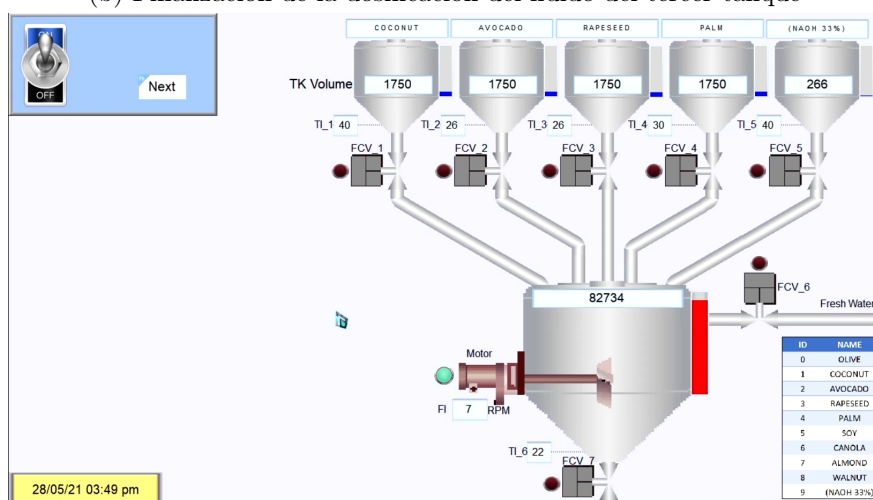 (b) Finalización de la dosificación del fluido del tercer tanque
COCONUT AVOCADO RAPESEED PALM (NAOH 33%)
ON
OFF
Next
TK Volume 1750 1750 1750 1750 266
TI_1 40 TI_2 26 TI_3 26 TI_4 30 TI_5 40
FCV_1 FCV_2 FCV_3 FCV_4 FCV_5
82734
FCV_6
Fresh Water
Motor
FI 7 RPM
TI_6 22
FCV_7
ID NAME
0 OLIVE
1 COCONUT
2 AVOCADO
3 RAPESEED
4 PALM
5 SOY
6 CANOLA
7 ALMOND
8 WALNUT
9 (NAOH 33%)
28/05/21 03:49 pm